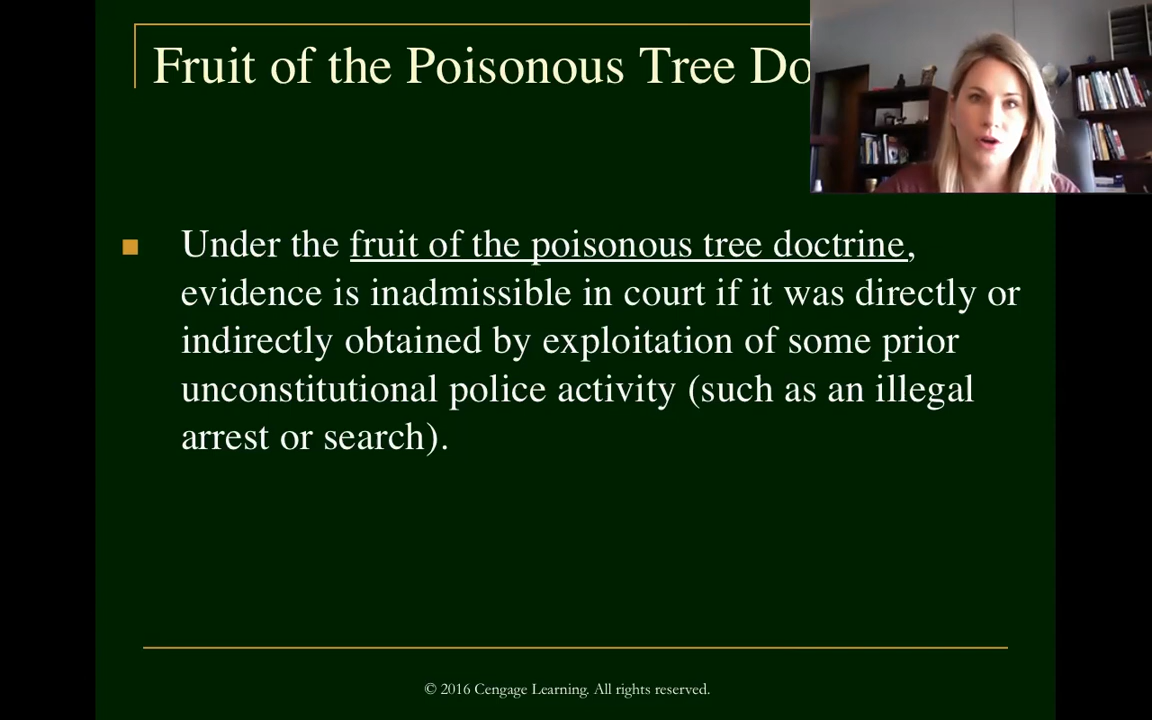 Fruit of the Poisonous Tree Do
Under the fruit of the poisonous tree doctrine,
evidence is inadmissible in court if it was directly or
indirectly obtained by exploitation of some prior
unconstitutional police activity (such as an illegal
arrest or search).
© 2016 Cengage Learning. All rights reserved.